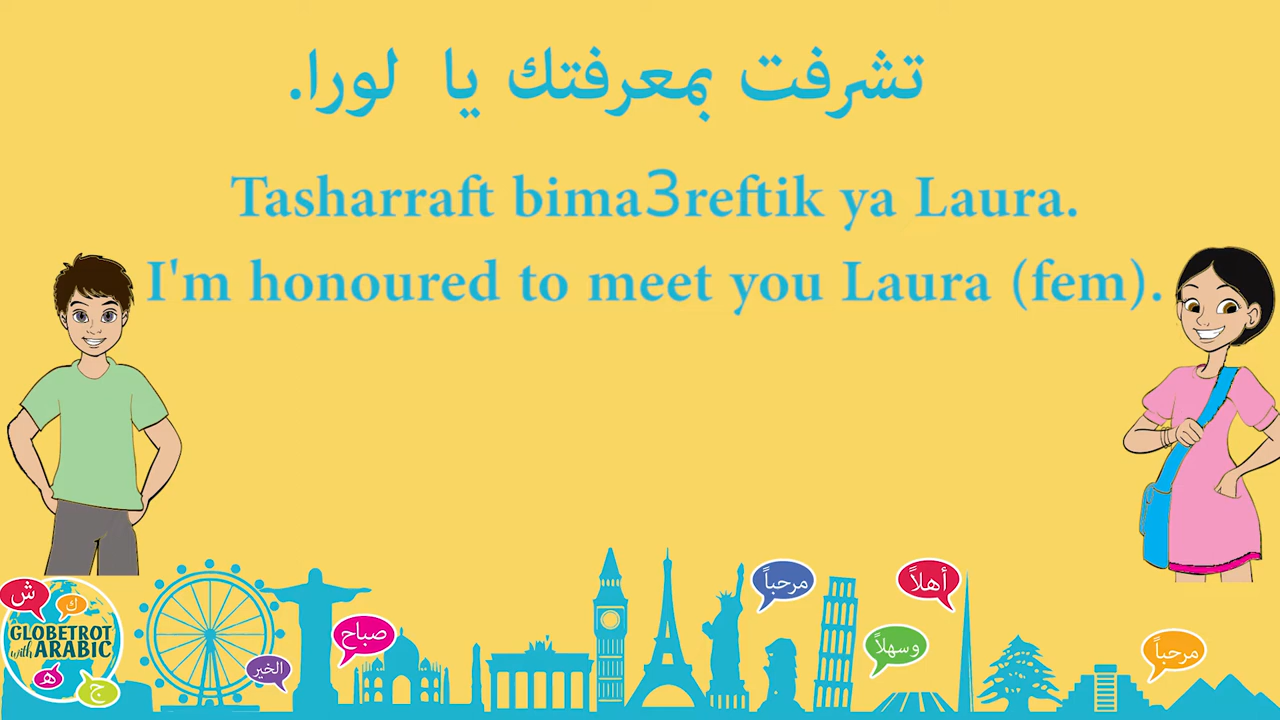 تشرفت بمعرفتك يا لورا.
Tasharraft bima3reftik ya Laura.
I'm honoured to meet you Laura (fem).
ش
ك
GLOBETROT
with ARABIC
ه
ج
الخير
صباح
مرحباً
وسهلاً
أهلاً
مرحباً